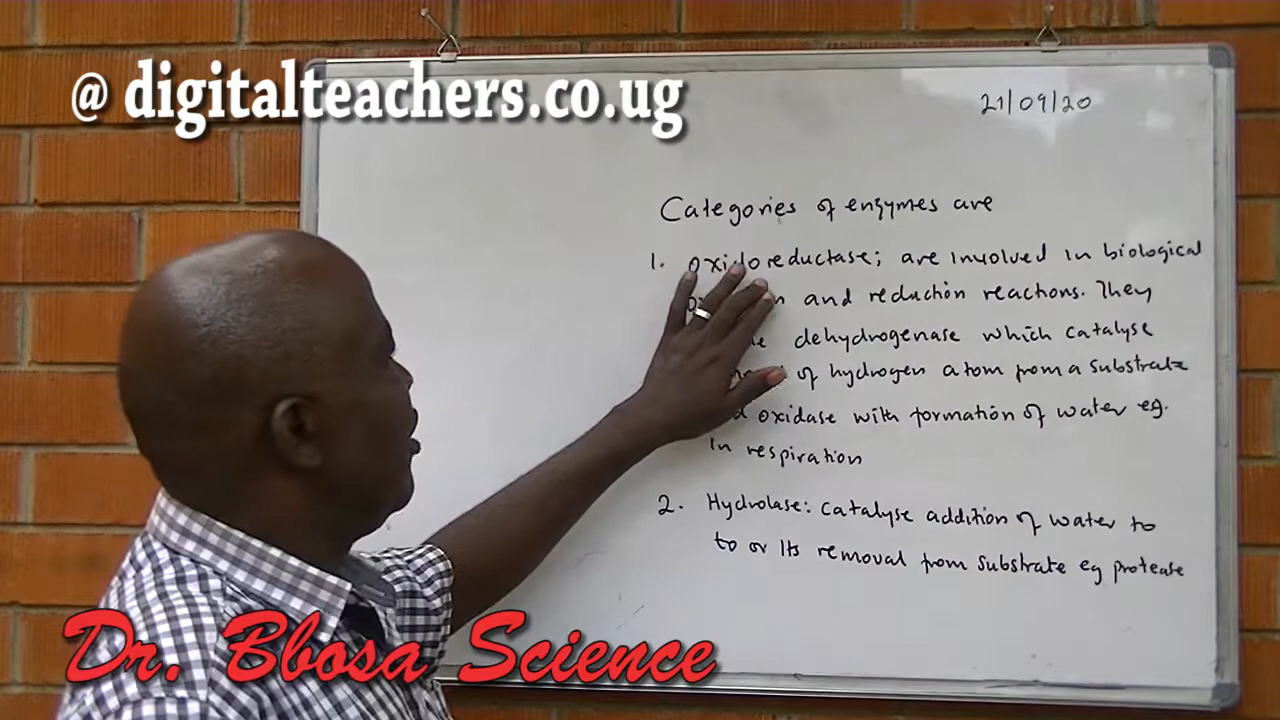 @ digitalteachers.co.ug
21/09/20
Categories of enzymes are
1. oxidoreductase; are involved in biological
and reduction reactions. They
dehydrogenase which catalyse
of hydrogen atom from a substrate
oxidase with formation of water eg.
in respiration
2. Hydrolase: catalyse addition of water to
to or its removal from substrate eg protease
Dr. Bbosa Science